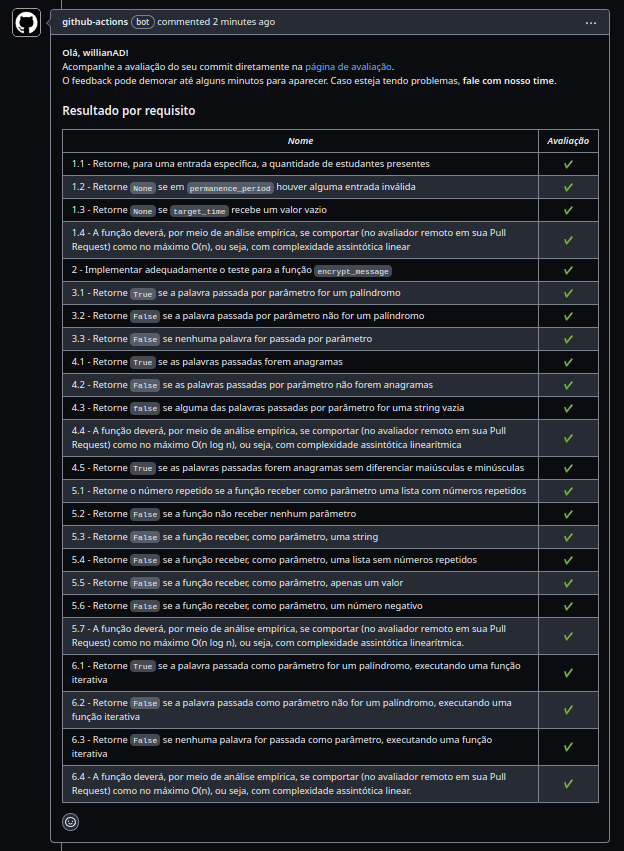 github-actions bot commented 2 minutes ago
Olá, willianAD!
Acompanhe a avaliação do seu commit diretamente na página de avaliação.
O feedback pode demorar até alguns minutos para aparecer. Caso esteja tendo problemas, fale com nosso time.
Resultado por requisito
Nome Avaliação
1.1 - Retorne, para uma entrada específica, a quantidade de estudantes presentes
1.2 - Retorne None se em permanence_period houver alguma entrada inválida
1.3 - Retorne None se target_time recebe um valor vazio
1.4 - A função deverá, por meio de análise empírica, se comportar (no avaliador remoto em sua Pull
Request) como no máximo O(n), ou seja, com complexidade assintótica linear
2 - Implementar adequadamente o teste para a função encrypt_message
3.1 - Retorne True se a palavra passada por parâmetro for um palíndromo
3.2 - Retorne False se a palavra passada por parâmetro não for um palíndromo
3.3 - Retorne False se nenhuma palavra for passada por parâmetro
4.1 - Retorne True se as palavras passadas forem anagramas
4.2 - Retorne False se as palavras passadas por parâmetro não forem anagramas
4.3 - Retorne false se alguma das palavras passadas por parâmetro for uma string vazia
4.4 - A função deverá, por meio de análise empírica, se comportar (no avaliador remoto em sua Pull
Request) como no máximo O(n log n), ou seja, com complexidade assintótica linearítmica
4.5 - Retorne True se as palavras passadas forem anagramas sem diferenciar maiúsculas e minúsculas
5.1 - Retorne o número repetido se a função receber como parâmetro uma lista com números repetidos
5.2 - Retorne False se a função não receber nenhum parâmetro
5.3 - Retorne False se a função receber, como parâmetro, uma string
5.4 - Retorne False se a função receber, como parâmetro, uma lista sem números repetidos
5.5 - Retorne False se a função receber, como parâmetro, apenas um valor
5.6 - Retorne False se a função receber, como parâmetro, um número negativo
5.7 - A função deverá, por meio de análise empírica, se comportar (no avaliador remoto em sua Pull
Request) como no máximo O(n log n), ou seja, com complexidade assintótica linearítmica.
6.1 - Retorne True se a palavra passada como parâmetro for um palíndromo, executando uma função
iterativa
6.2 - Retorne False se a palavra passada como parâmetro não for um palíndromo, executando uma
função iterativa
6.3 - Retorne False se nenhuma palavra for passada como parâmetro, executando uma função
iterativa
6.4 - A função deverá, por meio de análise empírica, se comportar (no avaliador remoto em sua Pull
Request) como no máximo O(n), ou seja, com complexidade assintótica linear.